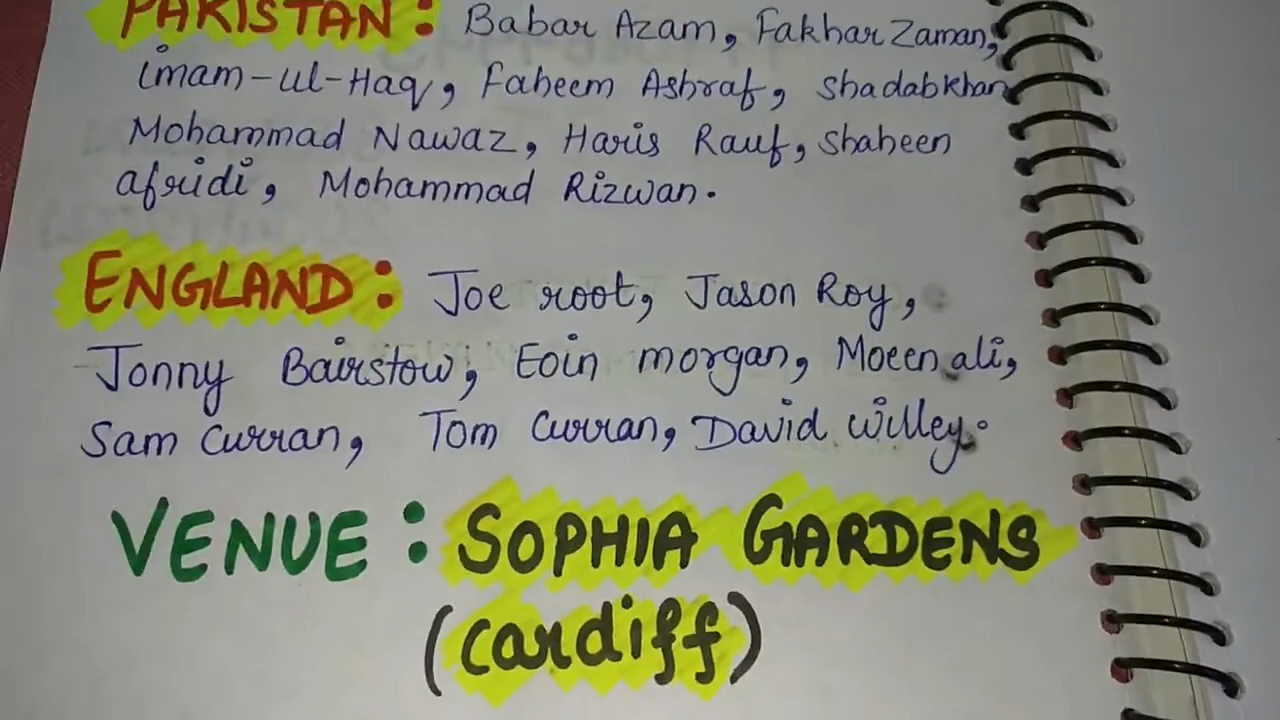 PAKISTAN: Babar Azam, Fakhar Zaman,
imam-ul-Haq, Faheem Ashraf, shadabkhan
Mohammad Nawaz, Haris Rauf, shaheen
afridi, Mohammad Rizwan.
ENGLAND: Joe root, Jason Roy,
Jonny Bairstow, Eoin morgan, Moeen ali,
Sam Curran, Tom Curran, David Willey.
VENUE: SOPHIA GARDENS
(Cardiff)